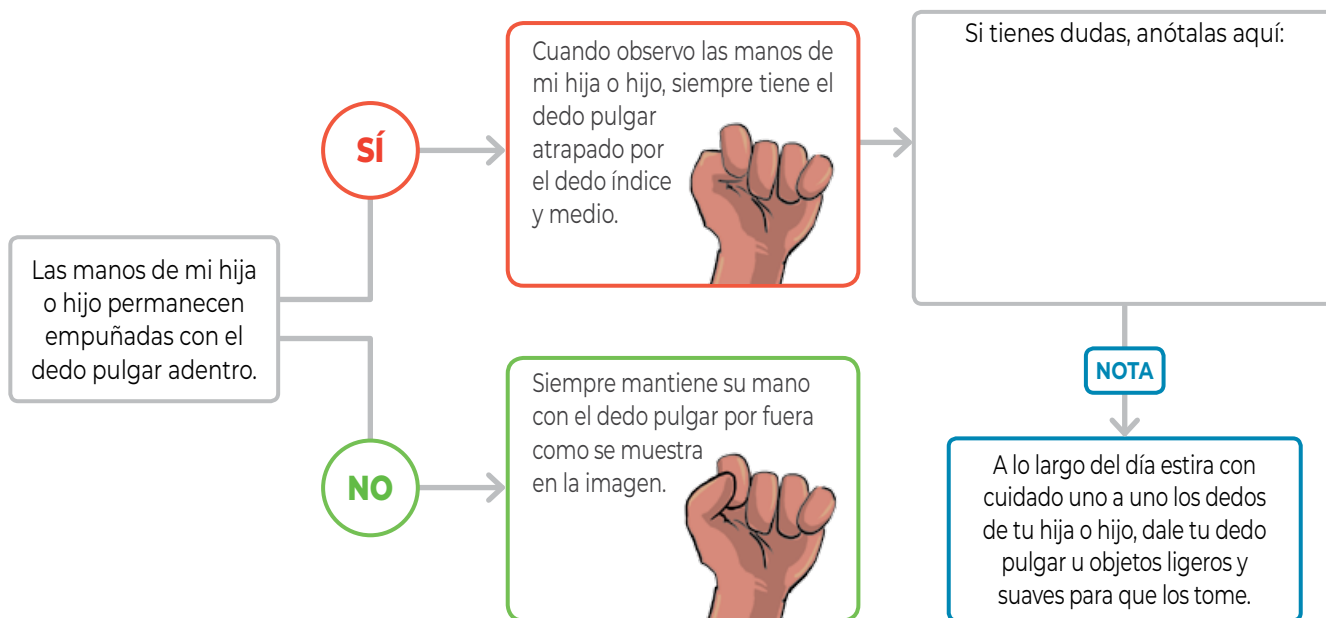 Las manos de mi hija
o hijo permanecen
empuñadas con el
dedo pulgar adentro.
SÍ
Cuando observo las manos de
mi hija o hijo, siempre tiene el
dedo pulgar
atrapado por
el dedo índice
y medio.
Si tienes dudas, anótalas aquí:
NOTA
A lo largo del día estira con
cuidado uno a uno los dedos
de tu hija o hijo, dale tu dedo
pulgar u objetos ligeros y
suaves para que los tome.
NO
Siempre mantiene su mano
con el dedo pulgar por fuera
como se muestra
en la imagen.